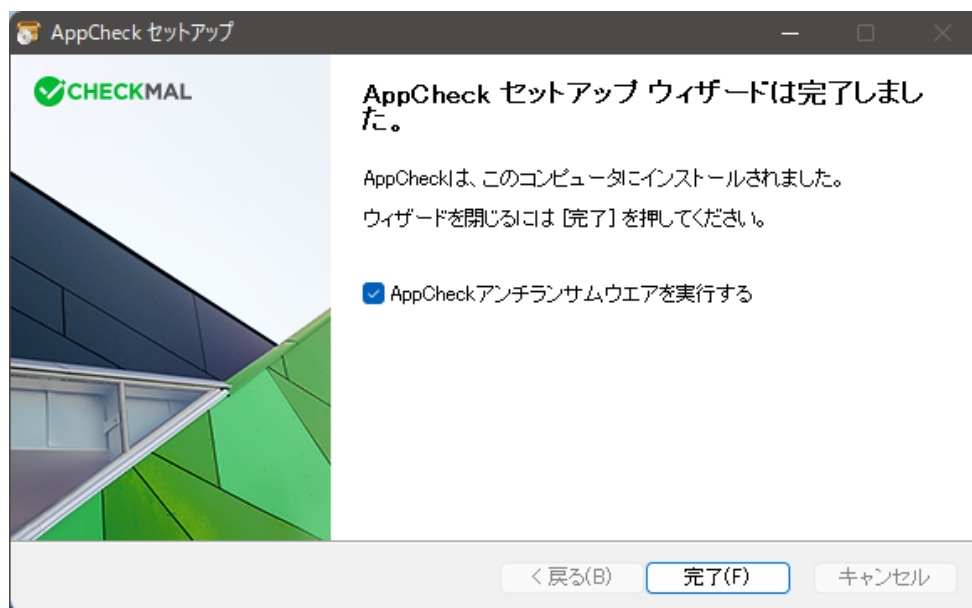 AppCheck セットアップ
CHECKMAL
AppCheck セットアップ ウィザードは完了しまし
た。
AppCheckは、このコンピュータにインストールされました。
ウィザードを閉じるには [完了] を押してください。
AppCheckアンチランサムウエアを実行する
< 戻る(B)
完了(F)
キャンセル